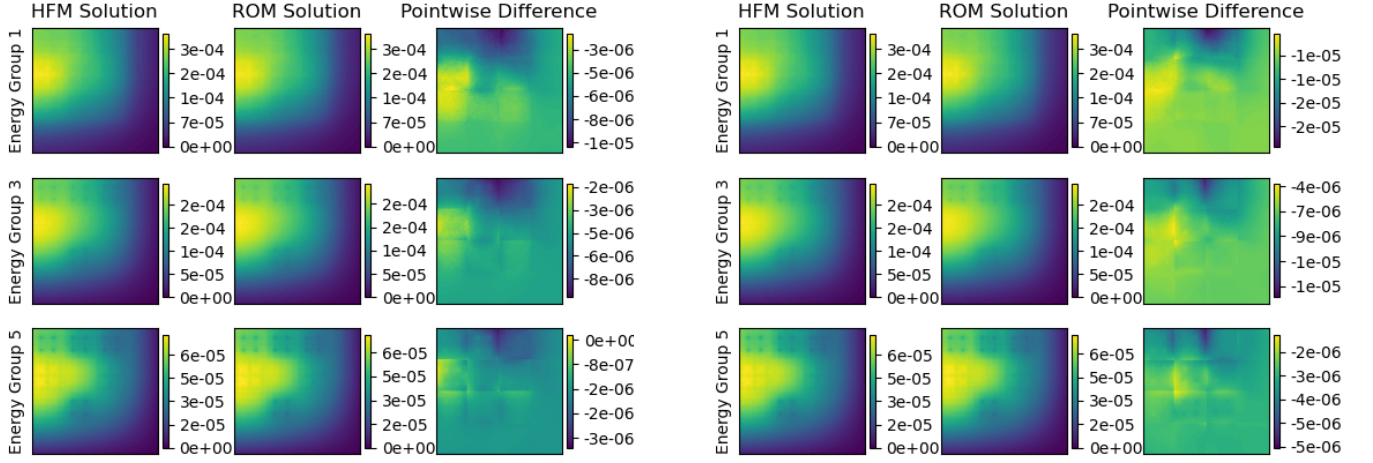 HFM Solution ROM Solution Pointwise Difference
Energy Group 1
3e-04
2e-04
1e-04
7e-05
0e+00
3e-04
2e-04
1e-04
7e-05
0e+00
-3e-06
-5e-06
-6e-06
-8e-06
-1e-05
Energy Group 3
2e-04
2e-04
1e-04
5e-05
0e+00
2e-04
2e-04
1e-04
5e-05
0e+00
-2e-06
-3e-06
-5e-06
-6e-06
-8e-06
Energy Group 5
6e-05
5e-05
3e-05
2e-05
0e+00
6e-05
5e-05
3e-05
2e-05
0e+00
0e+00
-8e-07
-2e-06
-2e-06
-3e-06
HFM Solution ROM Solution Pointwise Difference
Energy Group 1
3e-04
2e-04
1e-04
7e-05
0e+00
3e-04
2e-04
1e-04
7e-05
0e+00
-1e-05
-1e-05
-2e-05
-2e-05
Energy Group 3
2e-04
2e-04
1e-04
5e-05
0e+00
2e-04
2e-04
1e-04
5e-05
0e+00
-4e-06
-7e-06
-9e-06
-1e-05
-1e-05
Energy Group 5
6e-05
5e-05
3e-05
2e-05
0e+00
6e-05
5e-05
3e-05
2e-05
0e+00
-2e-06
-3e-06
-4e-06
-5e-06
-5e-06